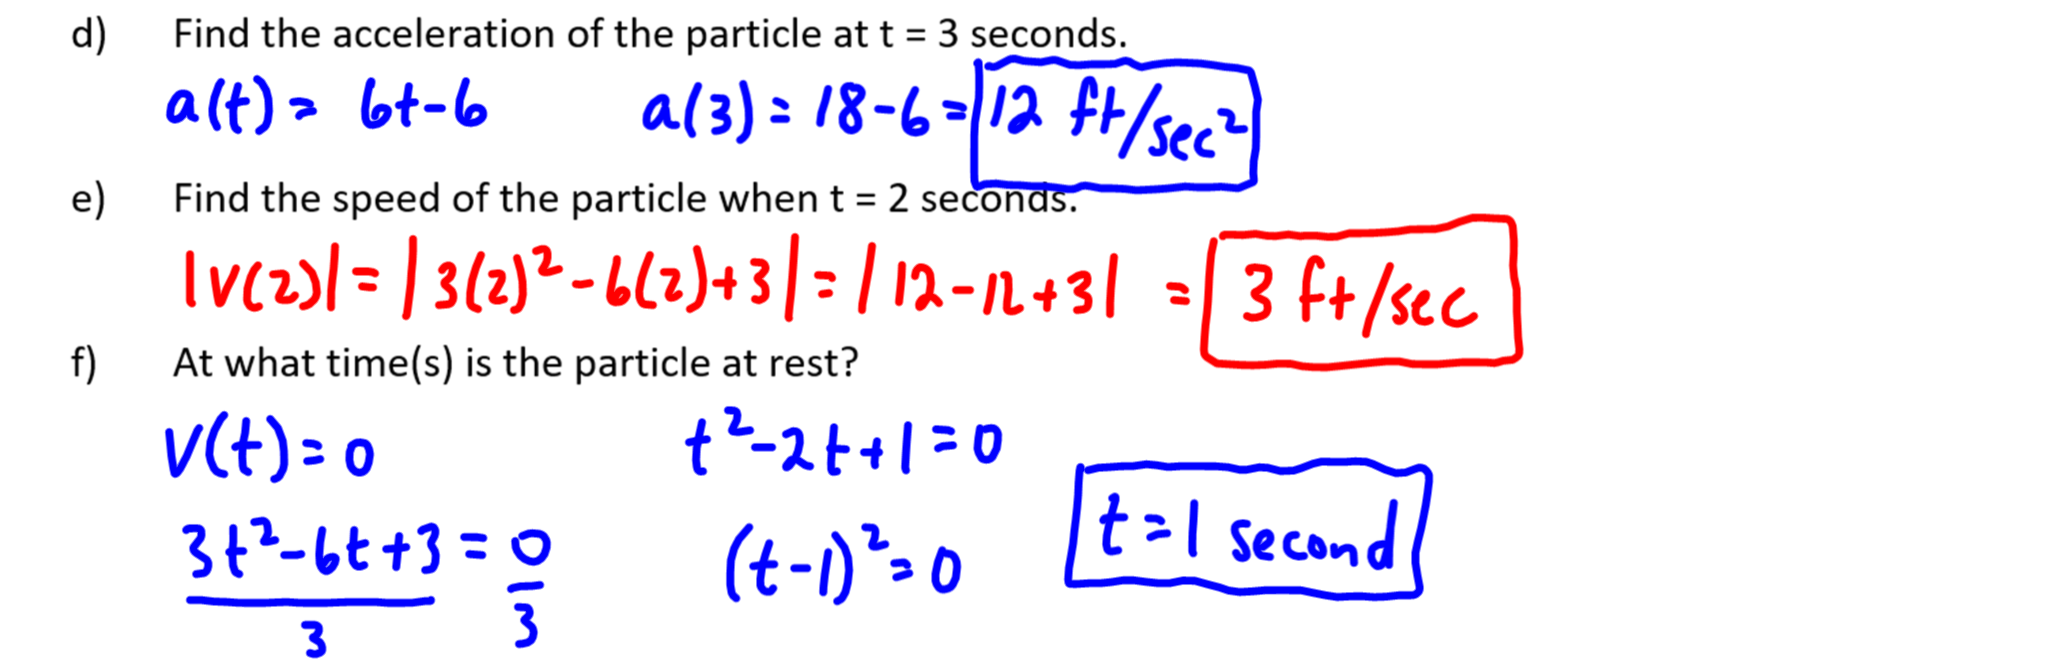 d) Find the acceleration of the particle at t = 3 seconds.
a(t) = 6t-6 a(3) = 18-6 = 12 ft/sec²
e) Find the speed of the particle when t = 2 seconds.
|v(2)| = |3(2)²-6(2)+3| = |12-12+3| = 3 ft/sec
f) At what time(s) is the particle at rest?
v(t) = 0 t²-2t+1 = 0
3t²-6t+3 = 0 (t-1)² = 0 t = 1 second
3 3